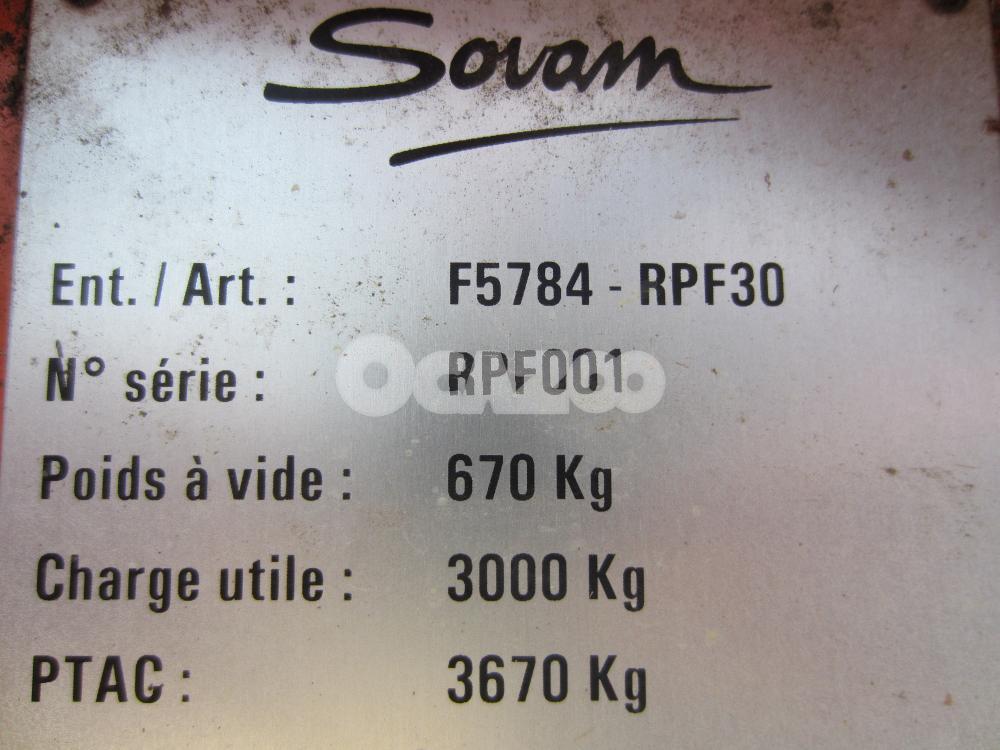 Sovam
Ent. / Art. : F5784 - RPF30
N° série : RPF001
Poids à vide : 670 Kg
Charge utile : 3000 Kg
PTAC : 3670 Kg